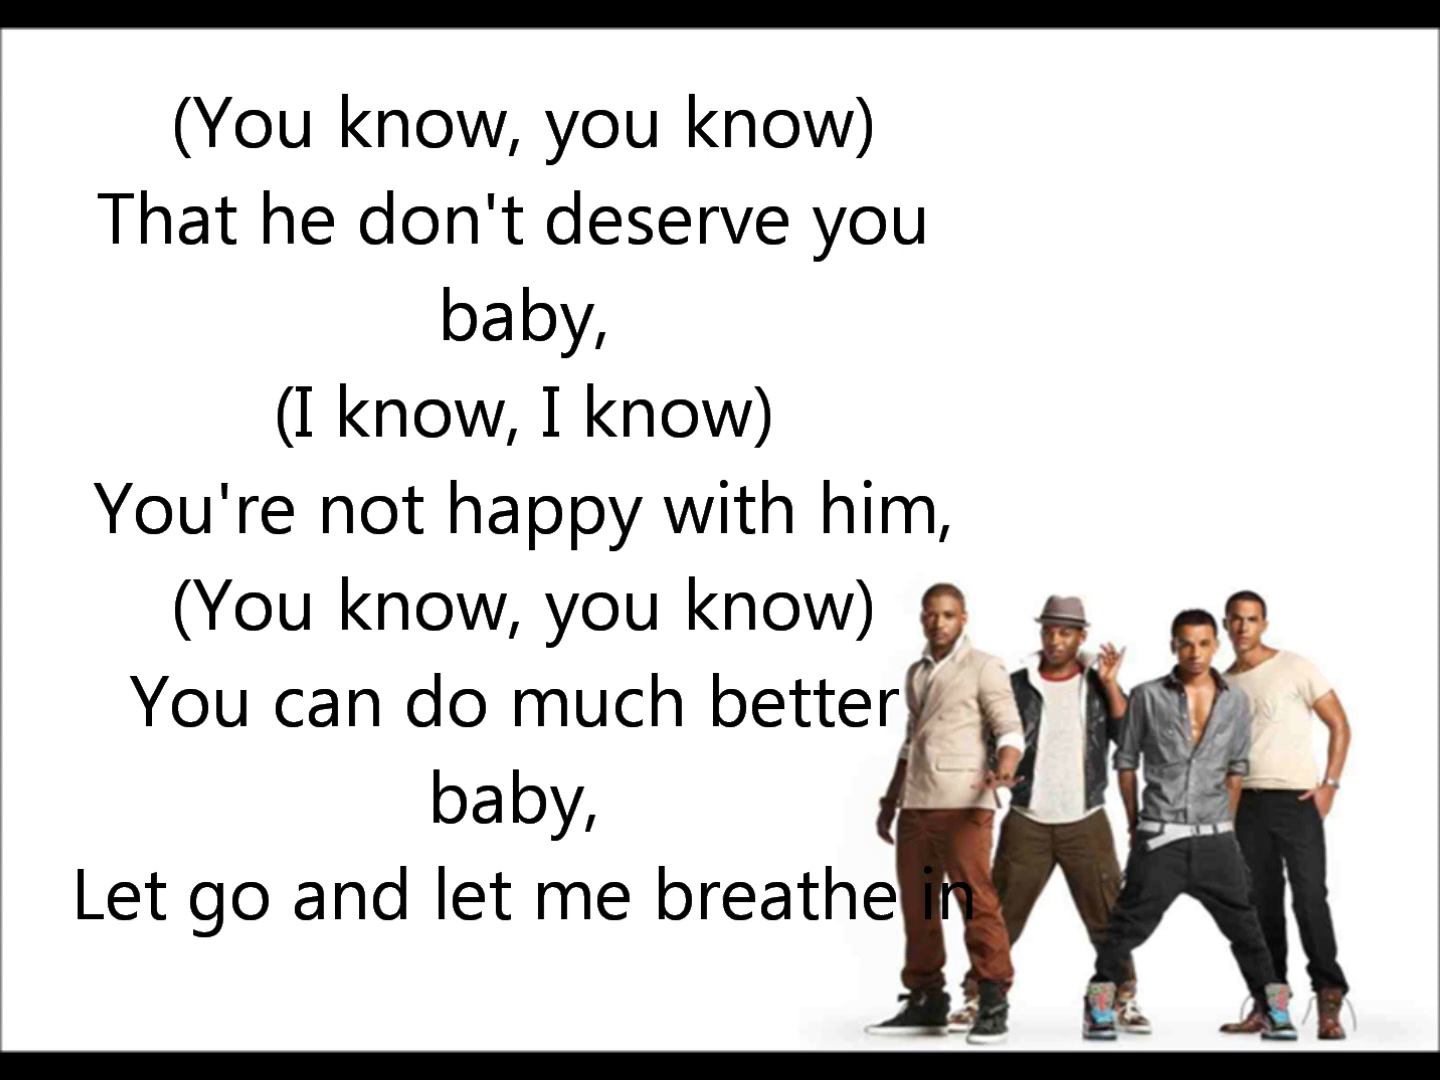 (You know, you know)
That he don't deserve you
baby,
(I know, I know)
You're not happy with him,
(You know, you know)
You can do much better
baby,
Let go and let me breathe in